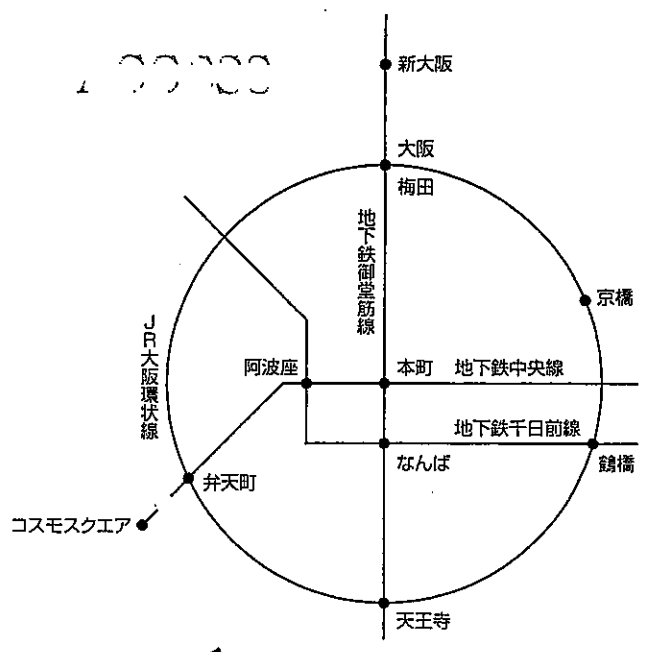 新大阪
大阪
梅田
地下鉄御堂筋線
京橋
JR大阪環状線
阿波座
本町
地下鉄中央線
地下鉄千日前線
なんば
鶴橋
弁天町
コスモスクエア
天王寺